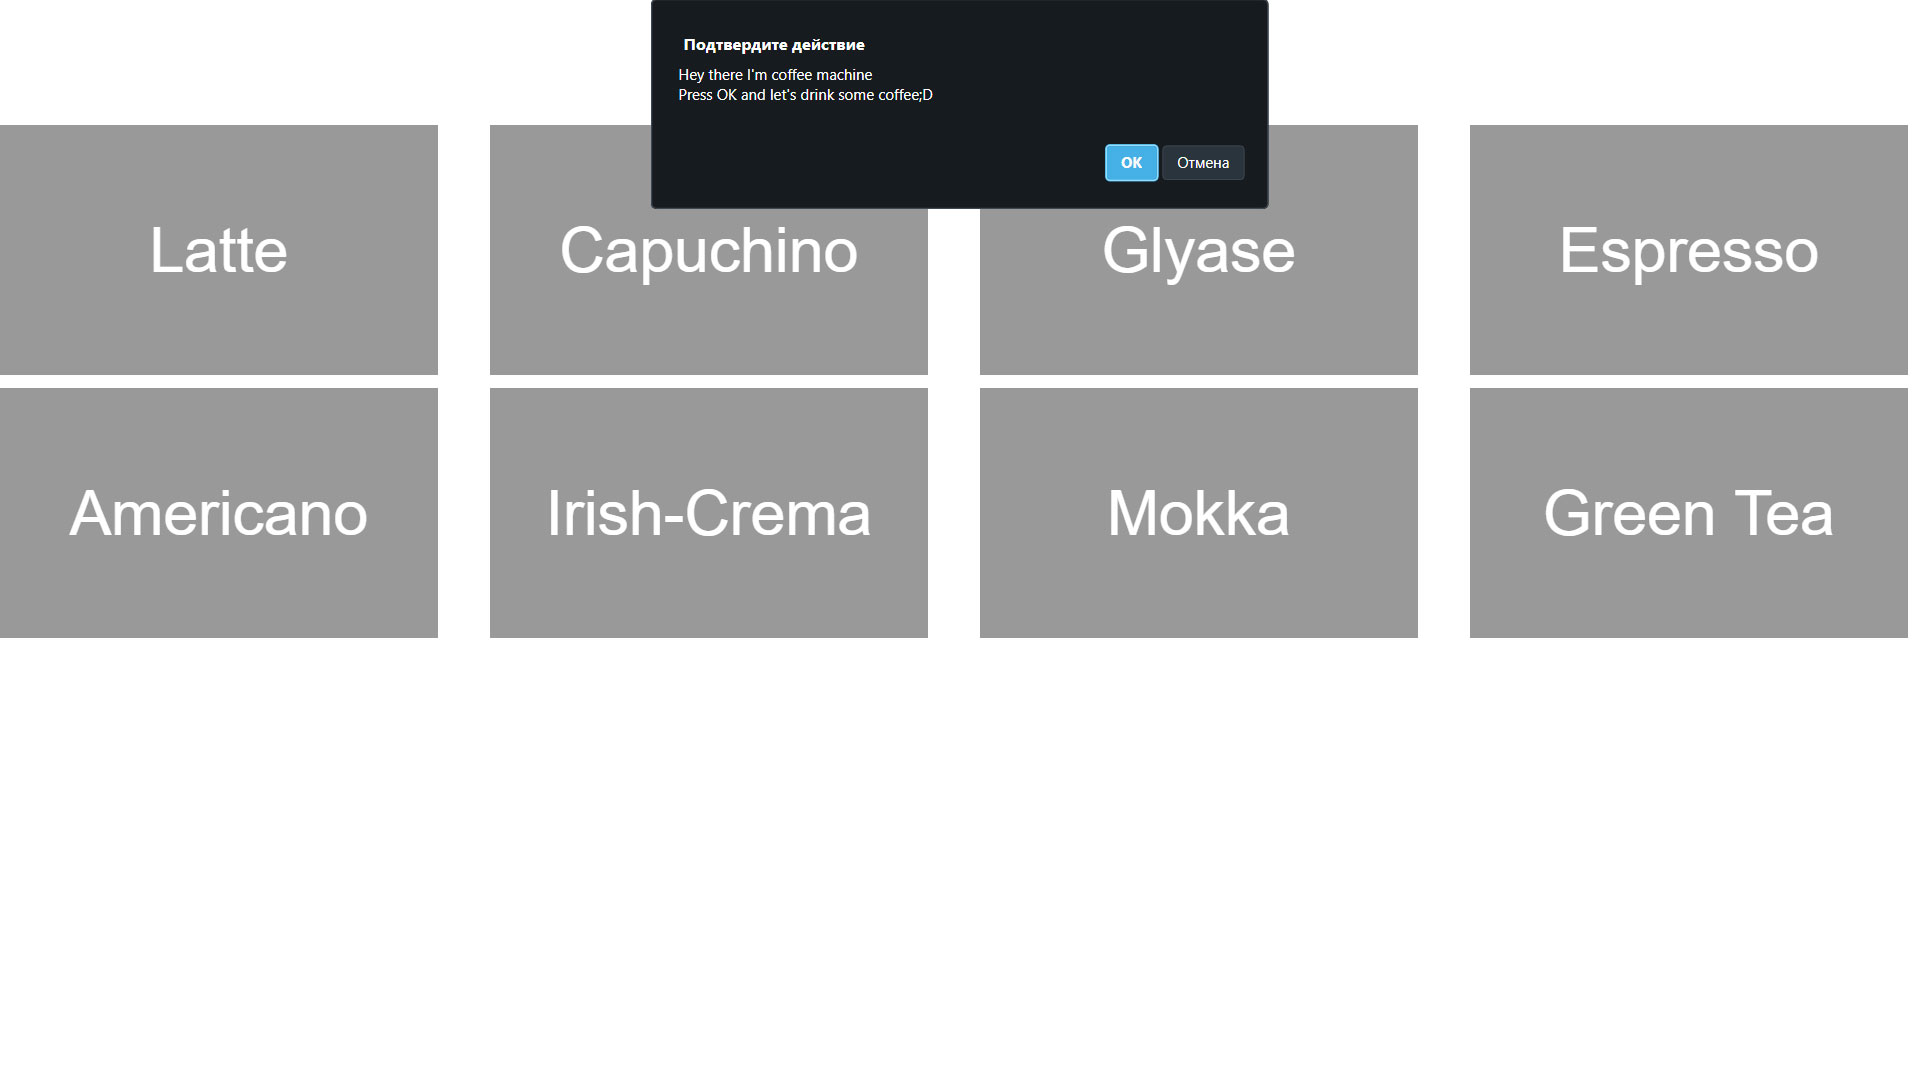 Подтвердите действие
Hey there I'm coffee machine
Press OK and let's drink some coffee;D
OK Отмена
Latte Capuchino Glyase Espresso
Americano Irish-Crema Mokka Green Tea